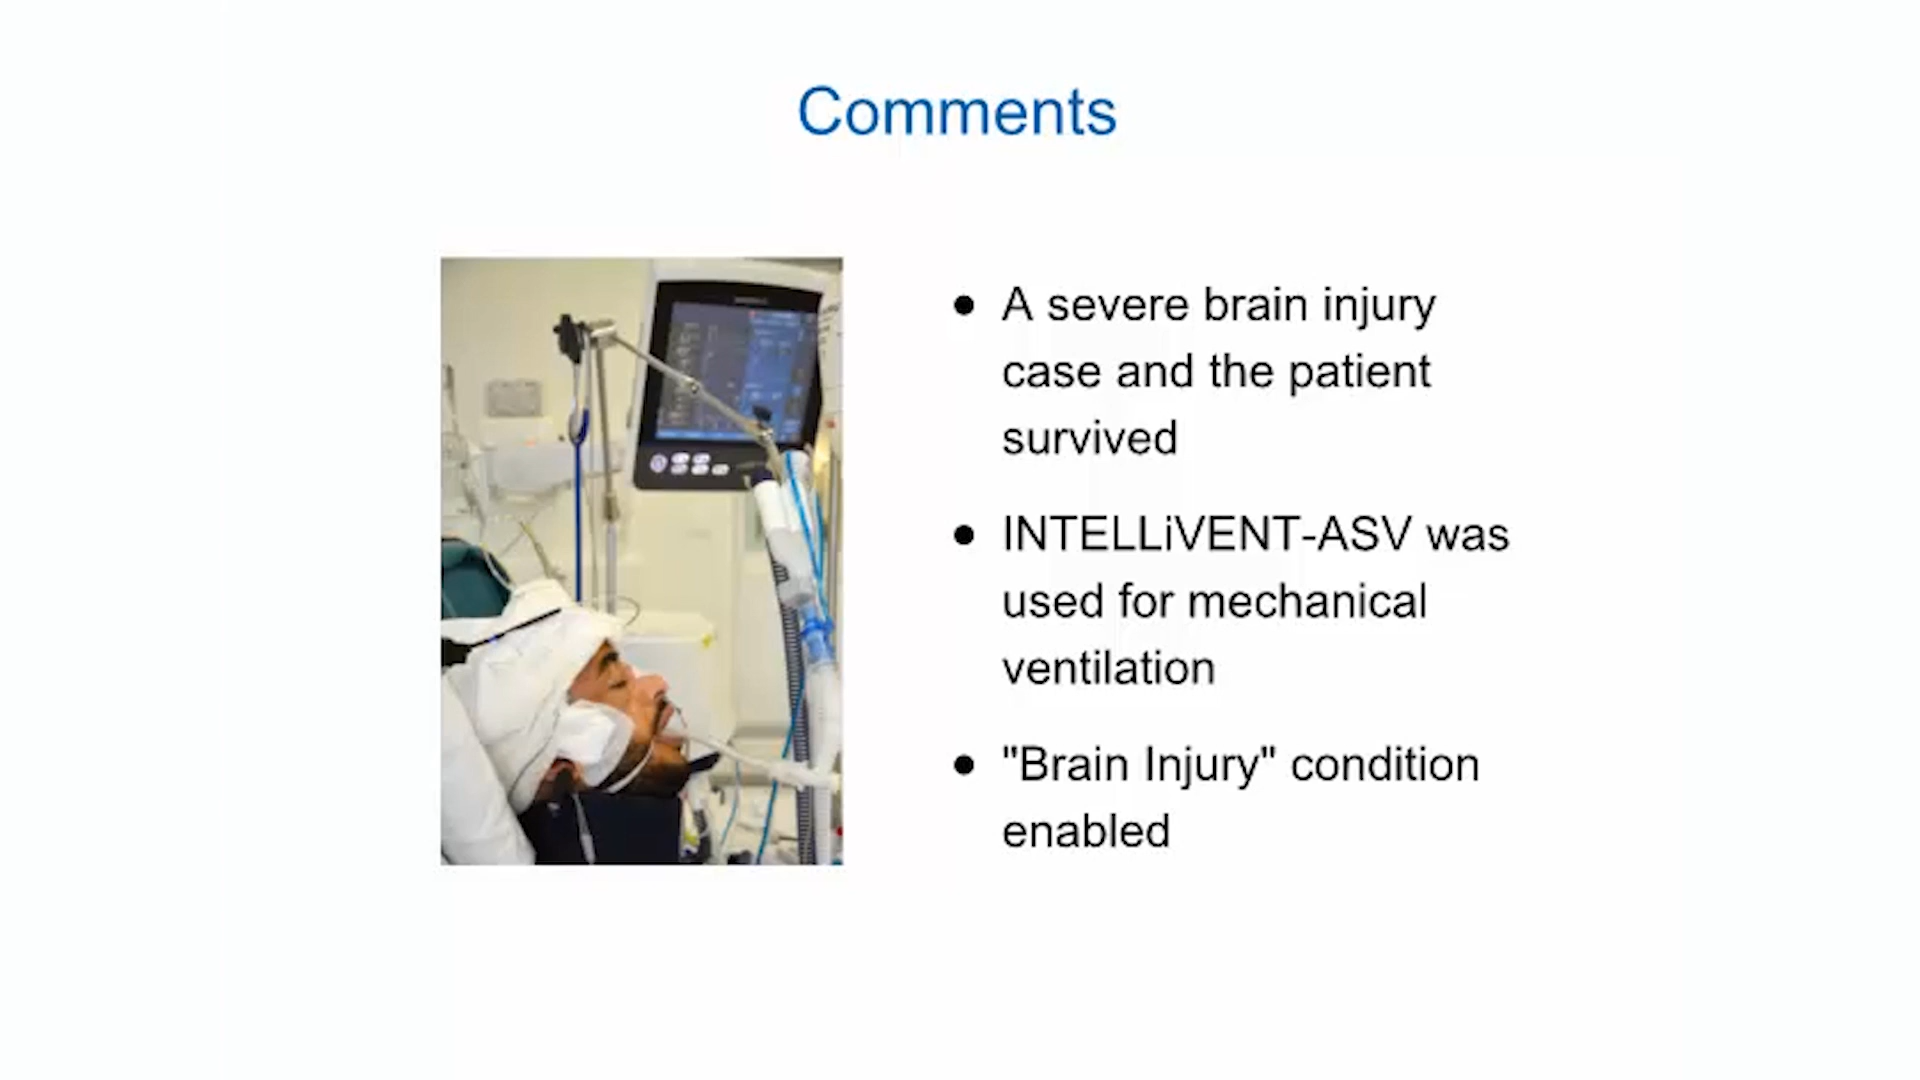 Comments
● A severe brain injury
case and the patient
survived
● INTELLiVENT-ASV was
used for mechanical
ventilation
● "Brain Injury" condition
enabled